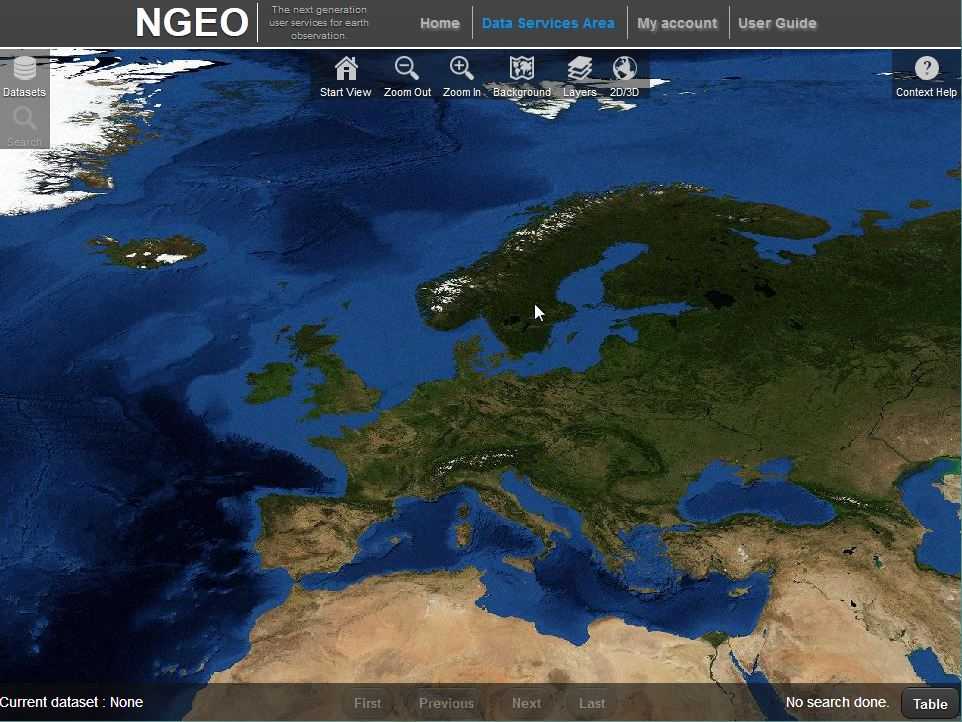 NGEO
The next generation
user services for earth
observation.
Home
Data Services Area
My account
User Guide
Datasets
Search
Start View
Zoom Out
Zoom In
Background
Layers
2D/3D
?
Context Help
Current dataset : None
First
Previous
Next
Last
No search done.
Table